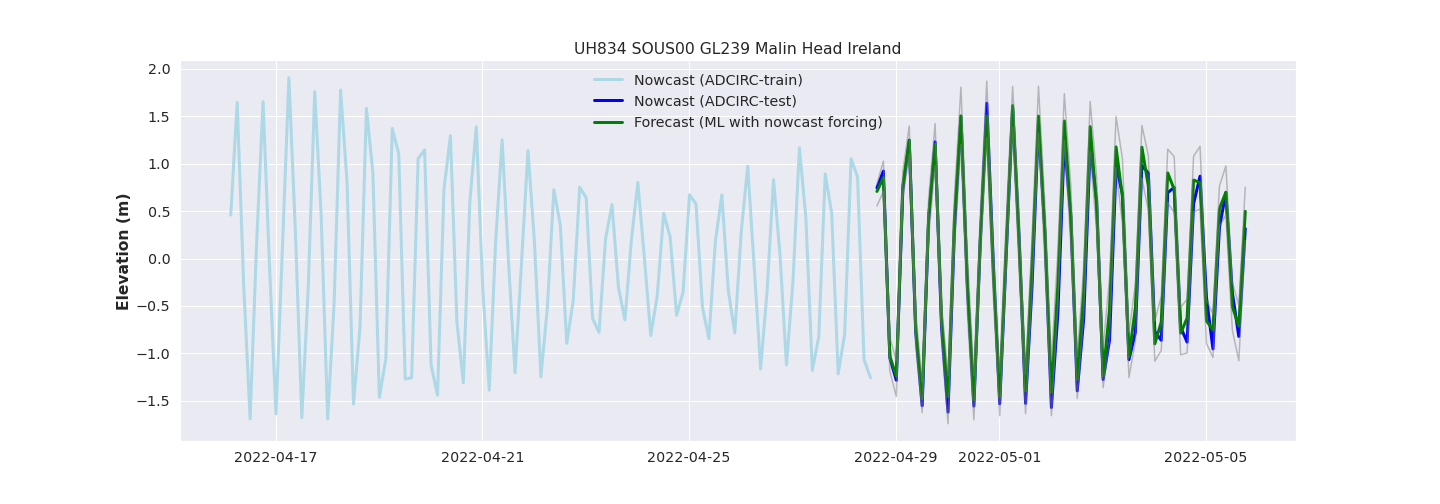 UH834 SOUS00 GL239 Malin Head Ireland
Nowcast (ADCIRC-train)
Nowcast (ADCIRC-test)
Forecast (ML with nowcast forcing)
Elevation (m)
2.0
1.5
1.0
0.5
0.0
−0.5
−1.0
−1.5
2022-04-17 2022-04-21 2022-04-25 2022-04-29 2022-05-01 2022-05-05